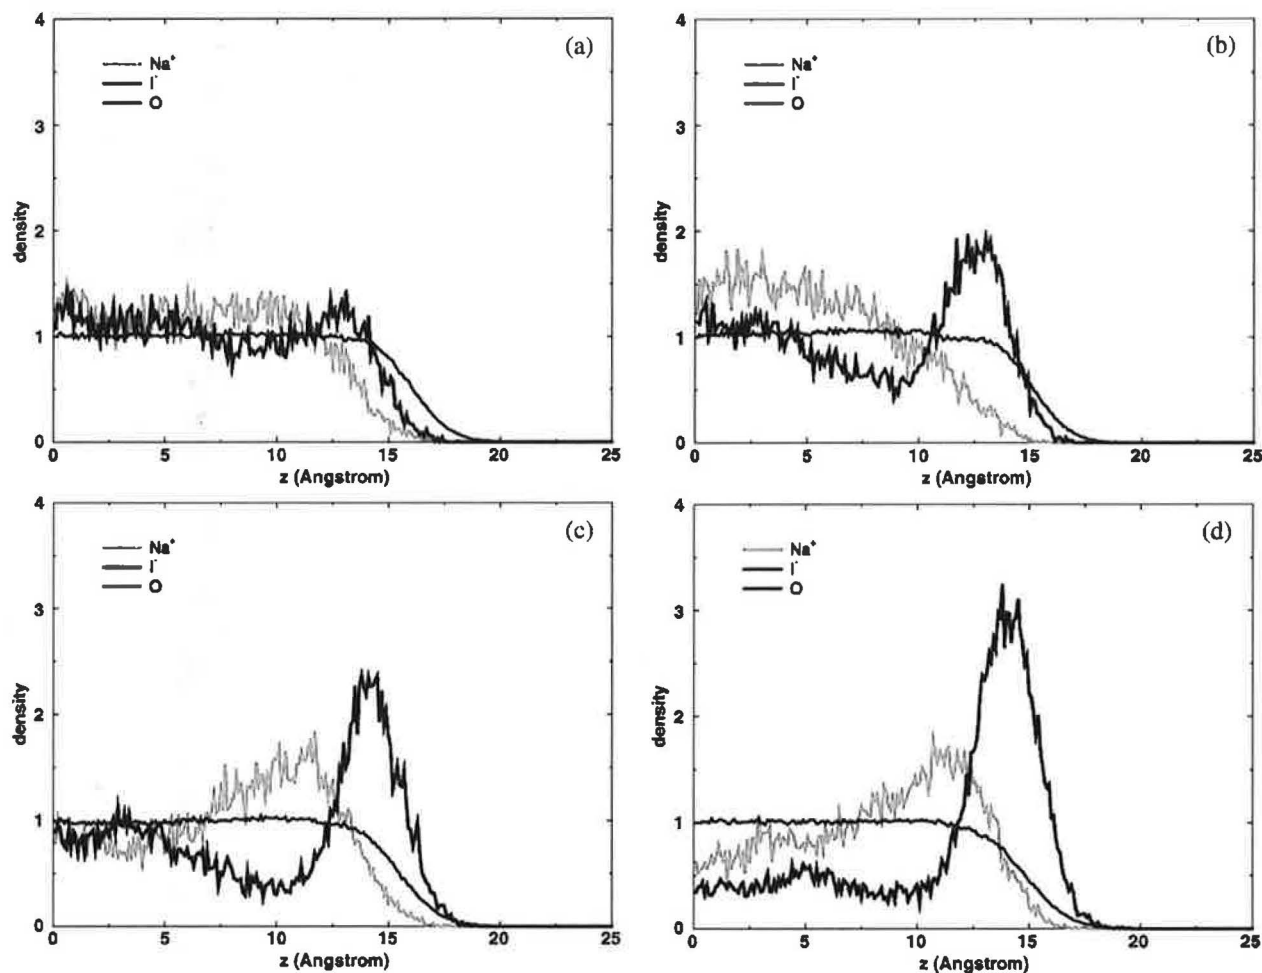 4
(a)
Na+
I-
O
3
density
2
1
0
0 5 10 15 20 25
z (Angstrom)
4
(b)
Na+
I-
O
3
density
2
1
0
0 5 10 15 20 25
z (Angstrom)
4
(c)
Na+
I-
O
3
density
2
1
0
0 5 10 15 20 25
z (Angstrom)
4
(d)
Na+
I-
O
3
density
2
1
0
0 5 10 15 20 25
z (Angstrom)